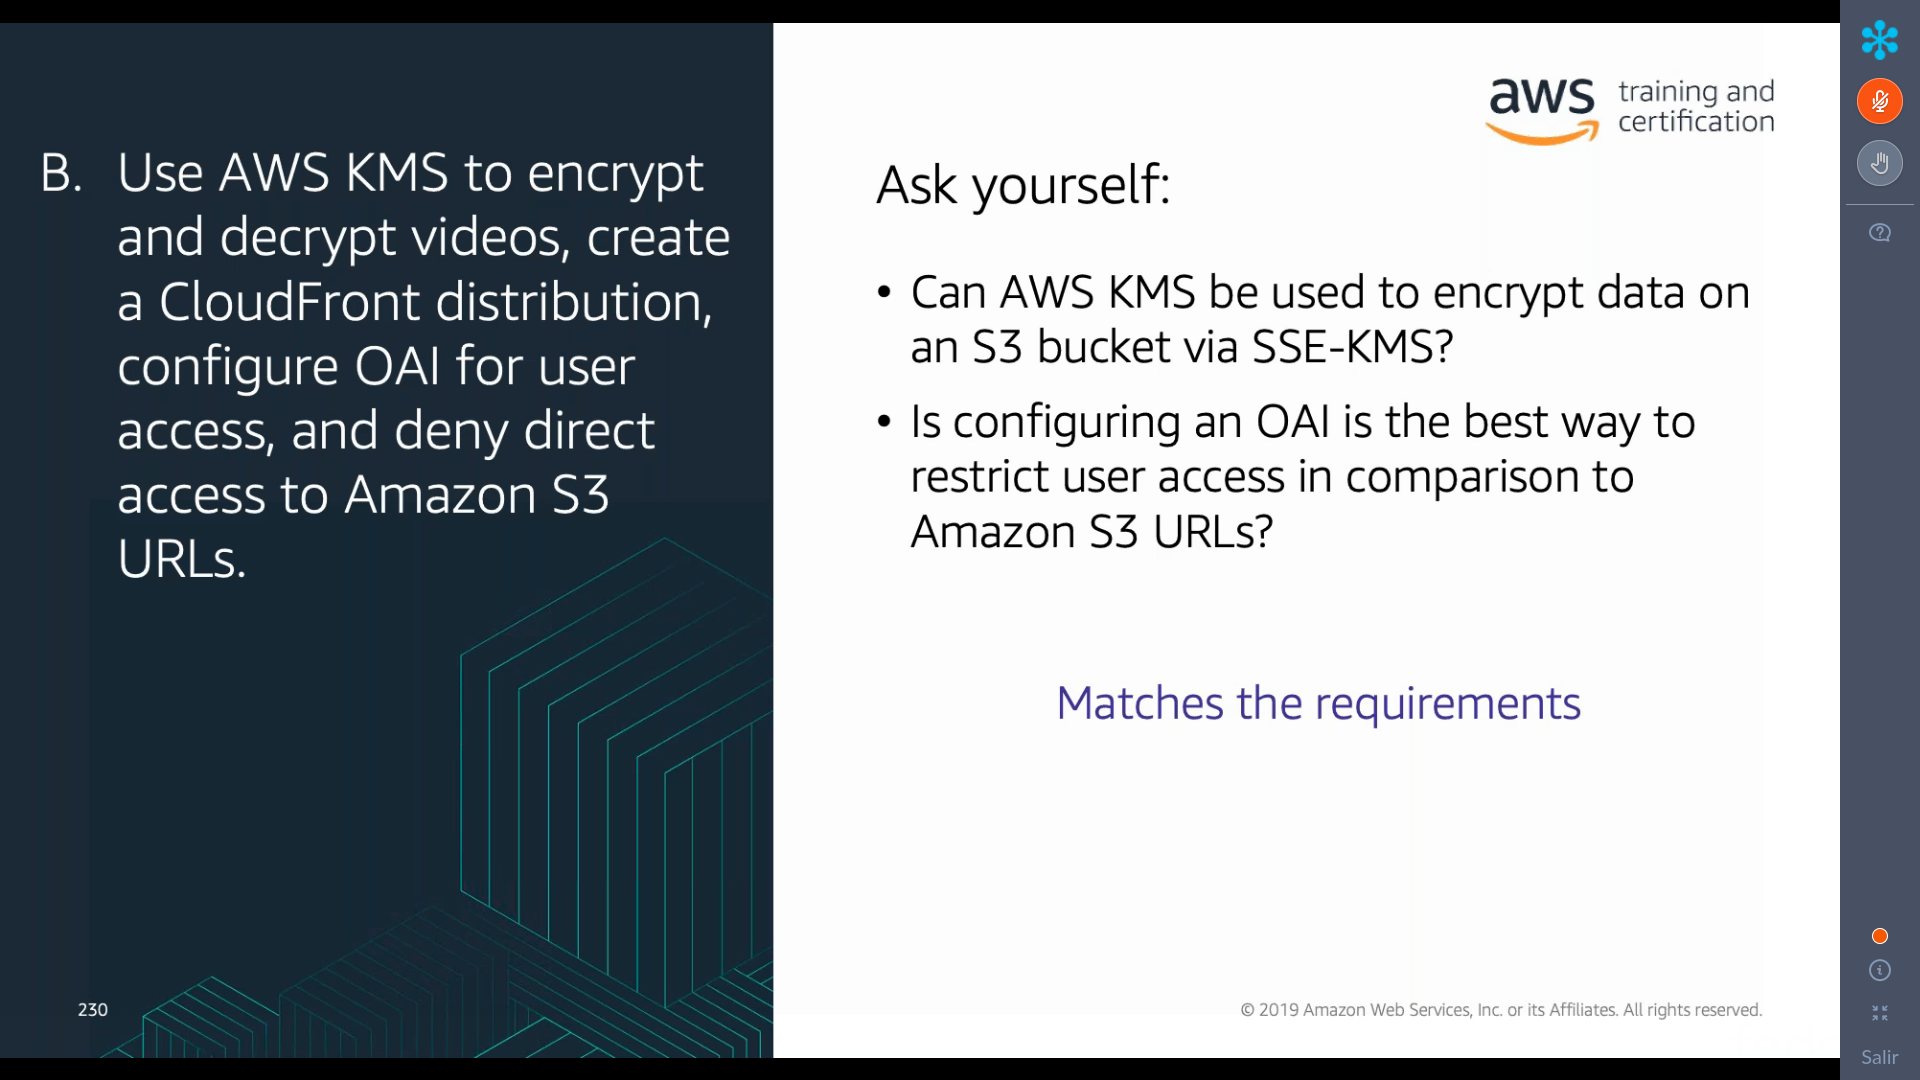 aws training and
certification
B. Use AWS KMS to encrypt
and decrypt videos, create
a CloudFront distribution,
configure OAI for user
access, and deny direct
access to Amazon S3
URLs.
Ask yourself:
• Can AWS KMS be used to encrypt data on
an S3 bucket via SSE-KMS?
• Is configuring an OAI is the best way to
restrict user access in comparison to
Amazon S3 URLs?
Matches the requirements
230
© 2019 Amazon Web Services, Inc. or its Affiliates. All rights reserved.
Salir